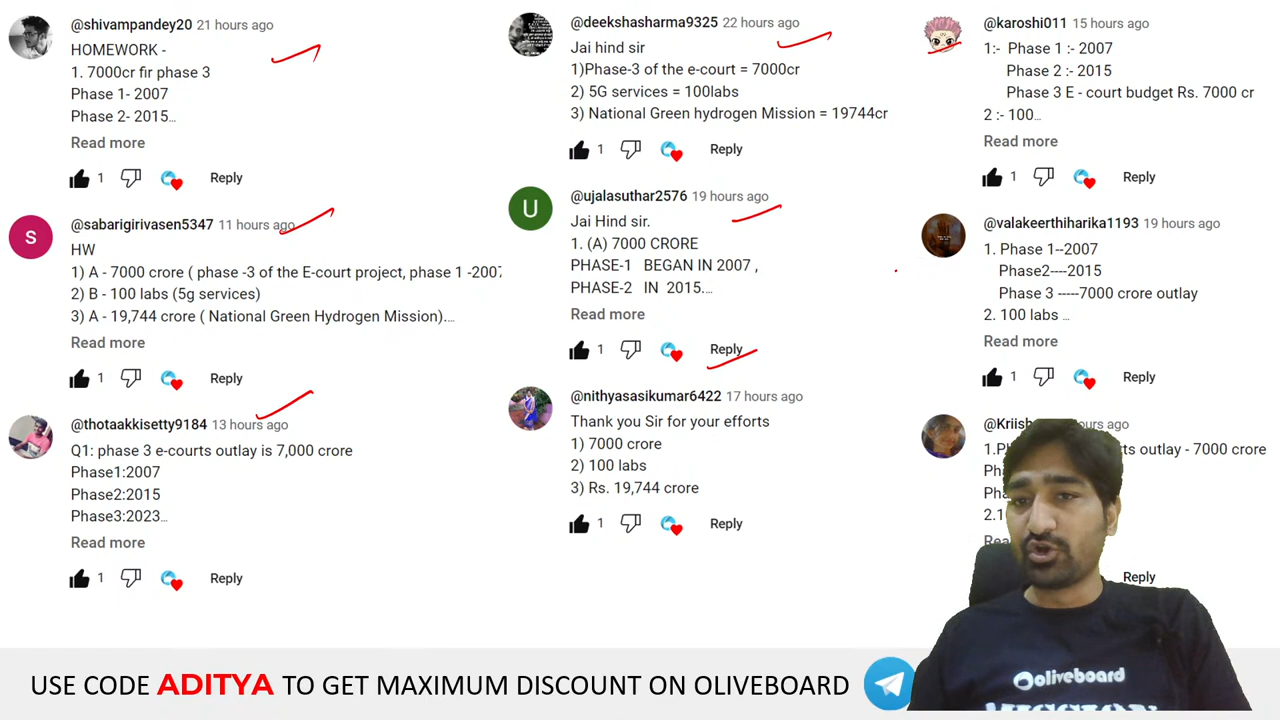 @shivampandey20 21 hours ago
HOMEWORK -
1. 7000cr fir phase 3
Phase 1- 2007
Phase 2- 2015...
Read more
1 Reply
@sabarigirivasen5347 11 hours ago
HW
1) A - 7000 crore ( phase -3 of the E-court project, phase 1 -2007
2) B - 100 labs (5g services)
3) A - 19,744 crore ( National Green Hydrogen Mission)....
Read more
1 Reply
@thotaakkisetty9184 13 hours ago
Q1: phase 3 e-courts outlay is 7,000 crore
Phase1:2007
Phase2:2015
Phase3:2023...
Read more
1 Reply
@deekshasharma9325 22 hours ago
Jai hind sir
1)Phase-3 of the e-court = 7000cr
2) 5G services = 100labs
3) National Green hydrogen Mission = 19744cr
1 Reply
@ujalasuthar2576 19 hours ago
Jai Hind sir.
1. (A) 7000 CRORE
PHASE-1 BEGAN IN 2007 ,
PHASE-2 IN 2015....
Read more
1 Reply
@nithyasasikumar6422 17 hours ago
Thank you Sir for your efforts
1) 7000 crore
2) 100 labs
3) Rs. 19,744 crore
1 Reply
@karoshi011 15 hours ago
1:- Phase 1 :- 2007
Phase 2 :- 2015
Phase 3 E - court budget Rs. 7000 cr
2 :- 100...
Read more
1 Reply
@valakeerthiharika1193 19 hours ago
1. Phase 1--2007
Phase2----2015
Phase 3 -----7000 crore outlay
2. 100 labs ...
Read more
1 Reply
hours ago
outlay - 7000 crore
Reply
USE CODE ADITYA TO GET MAXIMUM DISCOUNT ON OLIVEBOARD
oliveboard